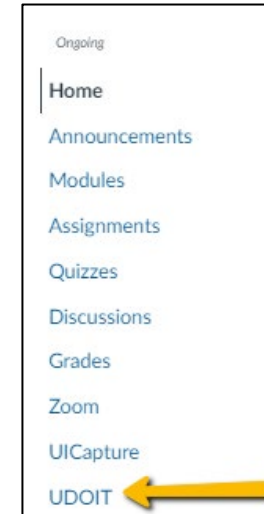 Ongoing
Home
Announcements
Modules
Assignments
Quizzes
Discussions
Grades
Zoom
UICapture
UDOIT